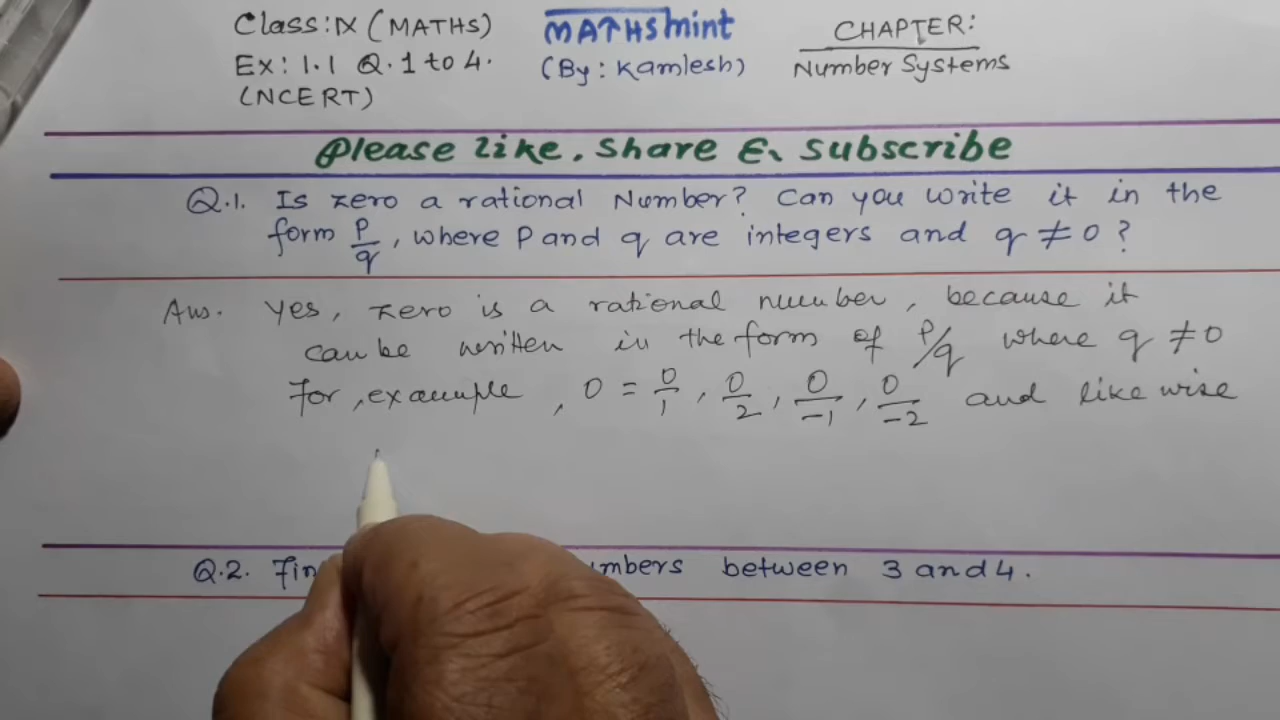 Class: IX (MATHS)
Ex: 1.1 Q.1 to 4.
(NCERT)
MATHS mint
(By: Kamlesh)
CHAPTER:
Number Systems
Please like, Share & Subscribe
Q.1. Is zero a rational Number? Can you write it in the
form p/q, where p and q are integers and q ≠ 0?
Ans. Yes, zero is a rational number, because it
can be written in the form of p/q where q ≠ 0
For, example, 0 = 0/1, 0/2, 0/-1, 0/-2 and like wise
Q.2. between 3 and 4.